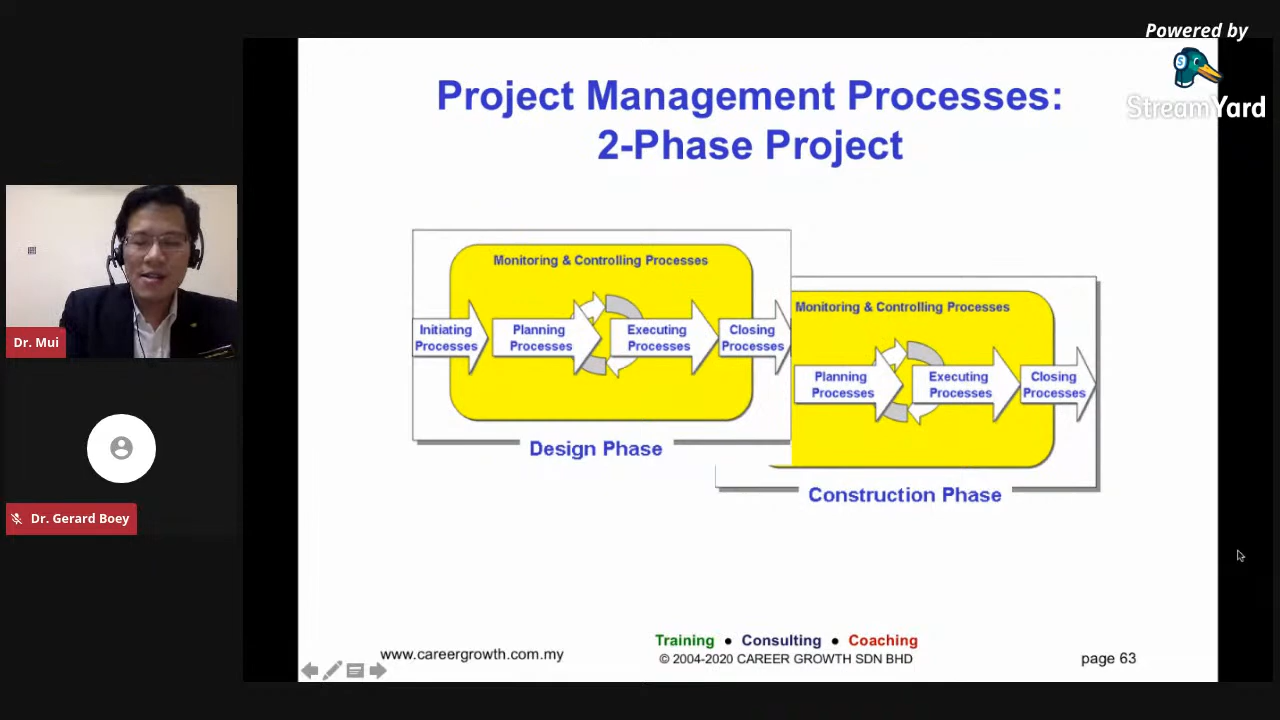 Powered by
StreamYard
Project Management Processes:
2-Phase Project
Monitoring & Controlling Processes
Initiating
Processes
Planning
Processes
Executing
Processes
Closing
Processes
Design Phase
Monitoring & Controlling Processes
Planning
Processes
Executing
Processes
Closing
Processes
Construction Phase
Dr. Mui
Dr. Gerard Boey
www.careergrowth.com.my
Training ● Consulting ● Coaching
© 2004-2020 CAREER GROWTH SDN BHD
page 63